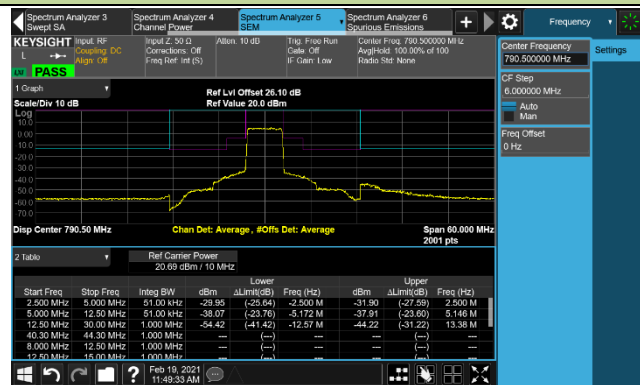 Spectrum Analyzer 3
Swept SA
Spectrum Analyzer 4
Channel Power
Spectrum Analyzer 5
SEM
Spectrum Analyzer 6
Spurious Emissions
Frequency
KEYSIGHT
Input: RF
Coupling: DC
Align: Off
Input Z: 50 Ω
Corrections: Off
Freq Ref: Int (S)
Atten: 10 dB
Trig: Free Run
Gate: Off
IF Gain: Low
Center Freq: 790.500000 MHz
Avg|Hold: 100.00% of 100
Radio Std: None
L
PASS
Center Frequency
790.500000 MHz
Settings
CF Step
6.000000 MHz
Auto
Man
Freq Offset
0 Hz
1 Graph
Scale/Div 10 dB
Ref Lvl Offset 26.10 dB
Ref Value 20.0 dBm
Log
10.0
0.00
-10.0
-20.0
-30.0
-40.0
-50.0
-60.0
-70.0
Disp Center 790.50 MHz
Chan Det: Average, #Offs Det: Average
Span 60.000 MHz
2001 pts
2 Table
Ref Carrier Power
20.69 dBm / 10 MHz
Lower Upper
Start Freq Stop Freq Integ BW dBm ΔLimit(dB) Freq (Hz) dBm ΔLimit(dB) Freq (Hz)
2.500 MHz 5.000 MHz 51.00 kHz -29.95 (-25.64) -2.500 M -31.90 (-27.59) 2.500 M
5.000 MHz 12.50 MHz 51.00 kHz -38.07 (-23.76) -5.172 M -37.91 (-23.60) 5.146 M
12.50 MHz 30.00 MHz 1.000 MHz -54.42 (-41.42) -12.57 M -44.22 (-31.22) 13.38 M
40.30 MHz 44.30 MHz 1.000 MHz --- (---) --- --- (---) ---
8.000 MHz 12.50 MHz 1.000 MHz --- (---) --- --- (---) ---
12.50 MHz 15.00 MHz 1.000 MHz --- (---) --- --- (---) ---
Feb 19, 2021
11:49:33 AM